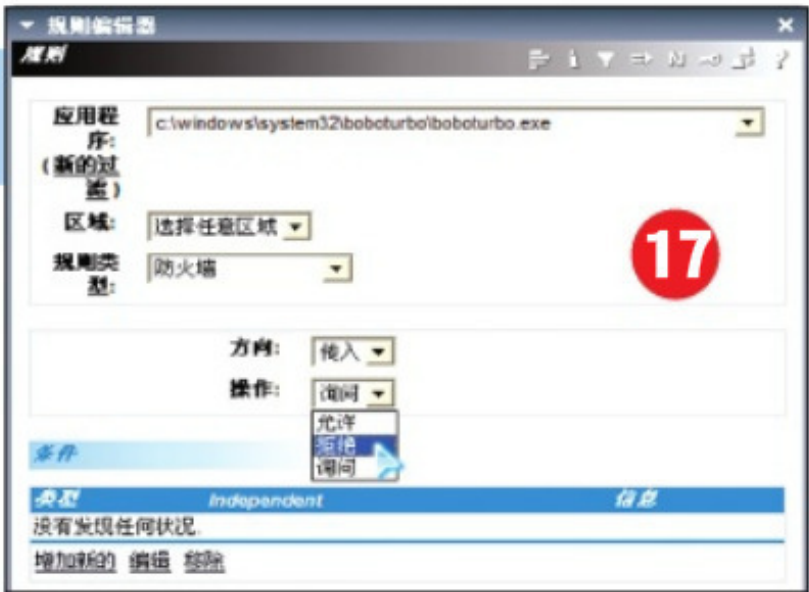 规则编辑器
规则
应用程
序:
c:\windows\system32\boboturbo\boboturbo.exe
(新的过
滤)
区域:
选择任意区域
17
规则类
型:
防火墙
方向:
传入
操作:
询问
允许
拒绝
询问
条件
类型 Independent 信息
没有发现任何状况.
增加新的 编辑 移除